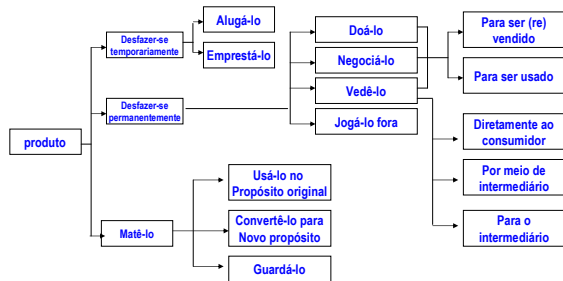 produto
Desfazer-se
temporariamente
Alugá-lo
Emprestá-lo
Desfazer-se
permanentemente
Doá-lo
Negociá-lo
Vedê-lo
Jogá-lo fora
Para ser (re)
vendido
Para ser usado
Diretamente ao
consumidor
Por meio de
intermediário
Para o
intermediário
Matê-lo
Usá-lo no
Propósito original
Convertê-lo para
Novo propósito
Guardá-lo